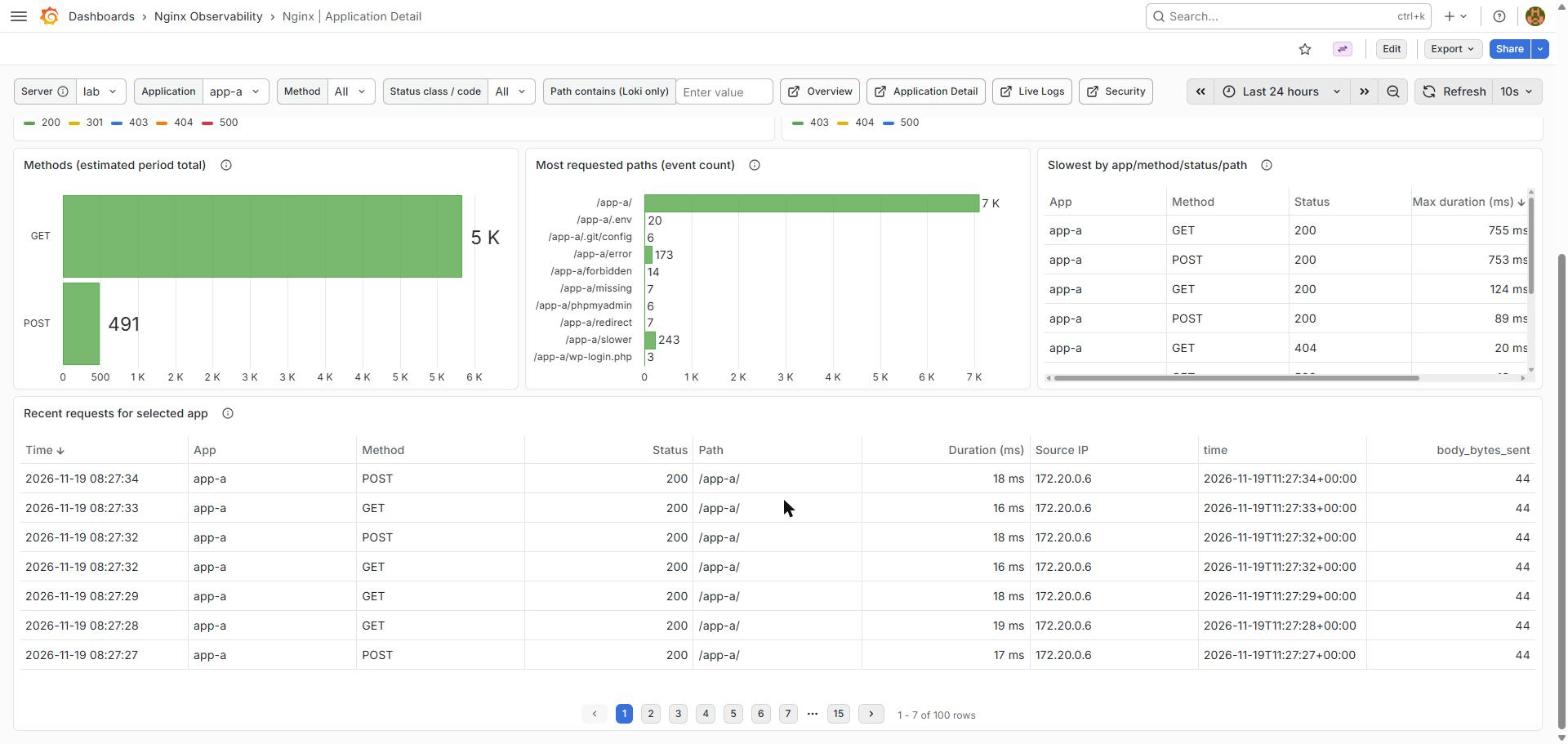 Dashboards › Nginx Observability › Nginx | Application Detail Search... ctrl+k
Edit Export Share
Server lab Application app-a Method All Status class / code All Path contains (Loki only) Enter value Overview Application Detail Live Logs Security Last 24 hours Refresh 10s
200 301 403 404 500 403 404 500
Methods (estimated period total)
GET 5 K
POST 491
0 500 1 K 2 K 2 K 3 K 3 K 4 K 4 K 5 K 5 K 6 K
Most requested paths (event count)
/app-a/ 7 K
/app-a/.env 20
/app-a/.git/config 6
/app-a/error 173
/app-a/forbidden 14
/app-a/missing 7
/app-a/phpmyadmin 6
/app-a/redirect 7
/app-a/slower 243
/app-a/wp-login.php 3
0 1 K 2 K 3 K 4 K 5 K 6 K 7 K
Slowest by app/method/status/path
App Method Status Max duration (ms)
app-a GET 200 755 ms
app-a POST 200 753 ms
app-a GET 200 124 ms
app-a POST 200 89 ms
app-a GET 404 20 ms
Recent requests for selected app
Time App Method Status Path Duration (ms) Source IP time body_bytes_sent
2026-11-19 08:27:34 app-a POST 200 /app-a/ 18 ms 172.20.0.6 2026-11-19T11:27:34+00:00 44
2026-11-19 08:27:33 app-a GET 200 /app-a/ 16 ms 172.20.0.6 2026-11-19T11:27:33+00:00 44
2026-11-19 08:27:32 app-a POST 200 /app-a/ 18 ms 172.20.0.6 2026-11-19T11:27:32+00:00 44
2026-11-19 08:27:32 app-a GET 200 /app-a/ 16 ms 172.20.0.6 2026-11-19T11:27:32+00:00 44
2026-11-19 08:27:29 app-a GET 200 /app-a/ 18 ms 172.20.0.6 2026-11-19T11:27:29+00:00 44
2026-11-19 08:27:28 app-a GET 200 /app-a/ 19 ms 172.20.0.6 2026-11-19T11:27:28+00:00 44
2026-11-19 08:27:27 app-a POST 200 /app-a/ 17 ms 172.20.0.6 2026-11-19T11:27:27+00:00 44
1 2 3 4 5 6 7 ... 15 1 - 7 of 100 rows